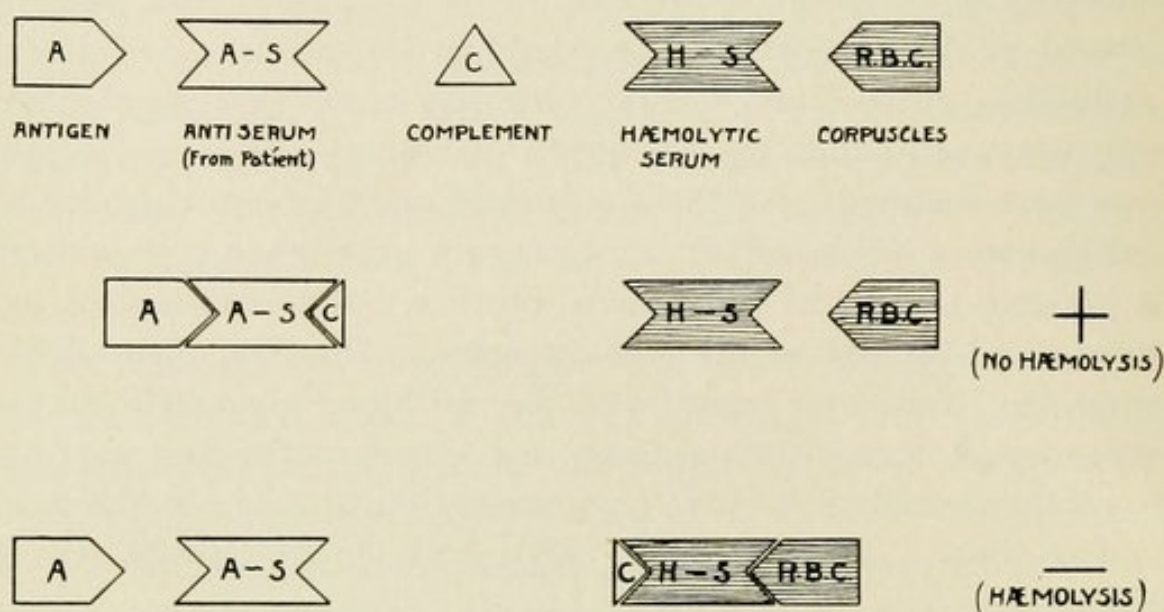 A A-S C H-S R.B.C.
ANTIGEN ANTI SERUM COMPLEMENT HÆMOLYTIC CORPUSCLES
(From Patient) SERUM
A A-S C H-S R.B.C. +
(NO HÆMOLYSIS)
A A-S C H-S R.B.C. —
(HÆMOLYSIS)